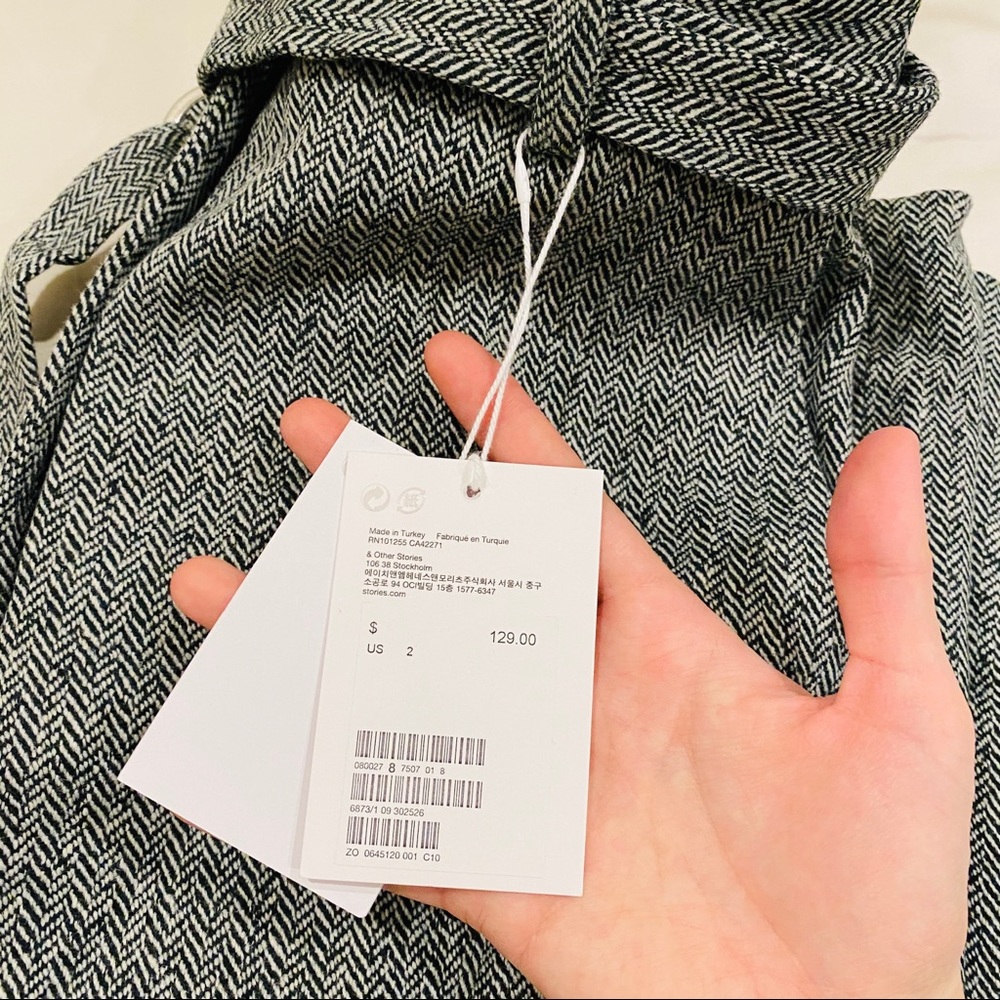 紙
Made in Turkey Fabriqué en Turquie
RN101255 CA42271
& Other Stories
106 38 Stockholm
에이치앤엠헤네스앤모리츠주식회사 서울시 중구
소공로 94 OCI빌딩 15층 1577-6347
stories.com
$ 129.00
US 2
080027 8 7507 01 8
6873/1 09 302526
ZO 0645120 001 C10